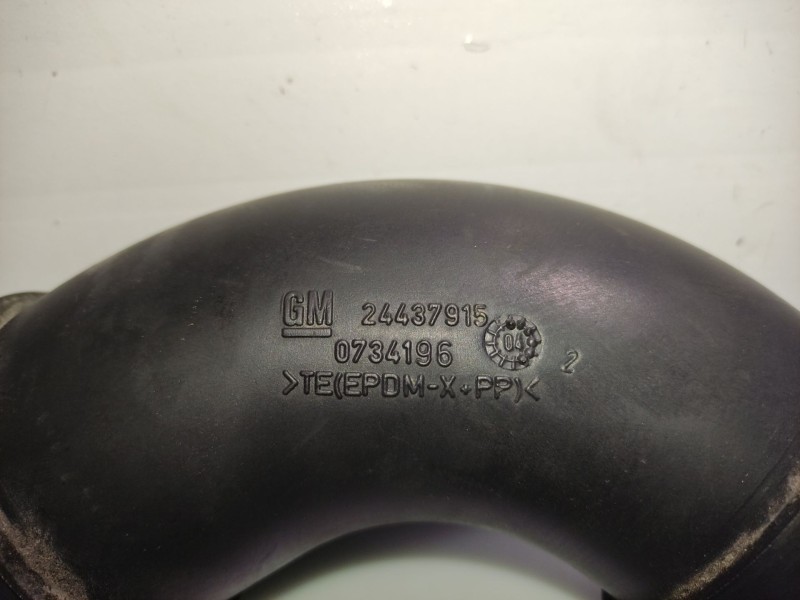 GM 24437915
0734196 04 2
>TE(EPDM-X+PP)<